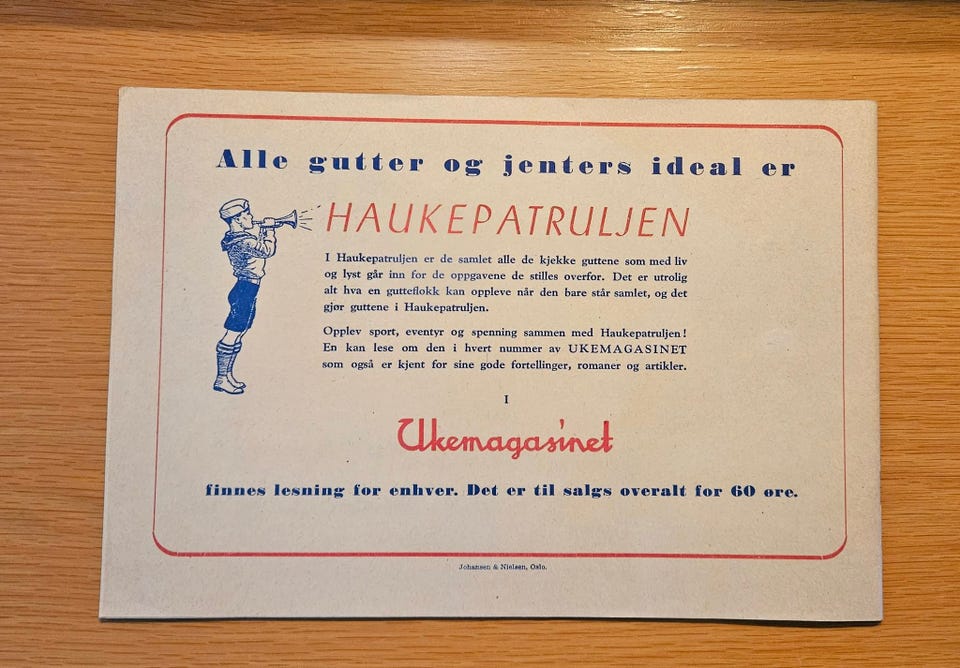 Alle gutter og jenters ideal er
HAUKEPATRULJEN
I Haukepatruljen er de samlet alle de kjekke guttene som med liv
og lyst går inn for de oppgavene de stilles overfor. Det er utrolig
alt hva en gutteflokk kan oppleve når den bare står samlet, og det
gjør guttene i Haukepatruljen.
Opplev sport, eventyr og spenning sammen med Haukepatruljen!
En kan lese om den i hvert nummer av UKEMAGASINET
som også er kjent for sine gode fortellinger, romaner og artikler.
I
Ukemagasinet
finnes lesning for enhver. Det er til salgs overalt for 60 øre.
Johansen & Nielsen, Oslo.